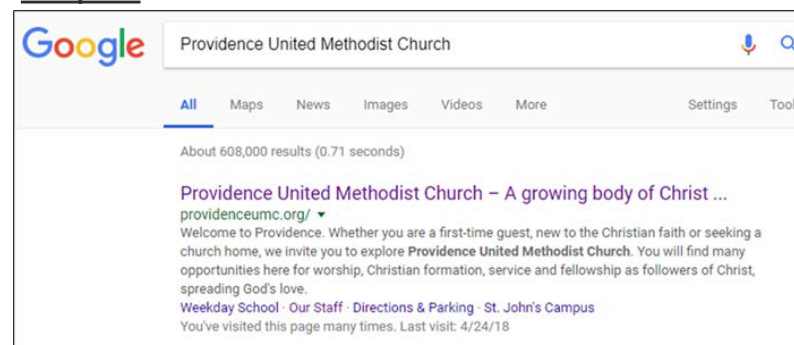 Google
Providence United Methodist Church
All Maps News Images Videos More Settings
About 608,000 results (0.71 seconds)
Providence United Methodist Church – A growing body of Christ ...
providenceumc.org/
Welcome to Providence. Whether you are a first-time guest, new to the Christian faith or seeking a
church home, we invite you to explore Providence United Methodist Church. You will find many
opportunities here for worship, Christian formation, service and fellowship as followers of Christ,
spreading God's love.
Weekday School · Our Staff · Directions & Parking · St. John's Campus
You've visited this page many times. Last visit: 4/24/18